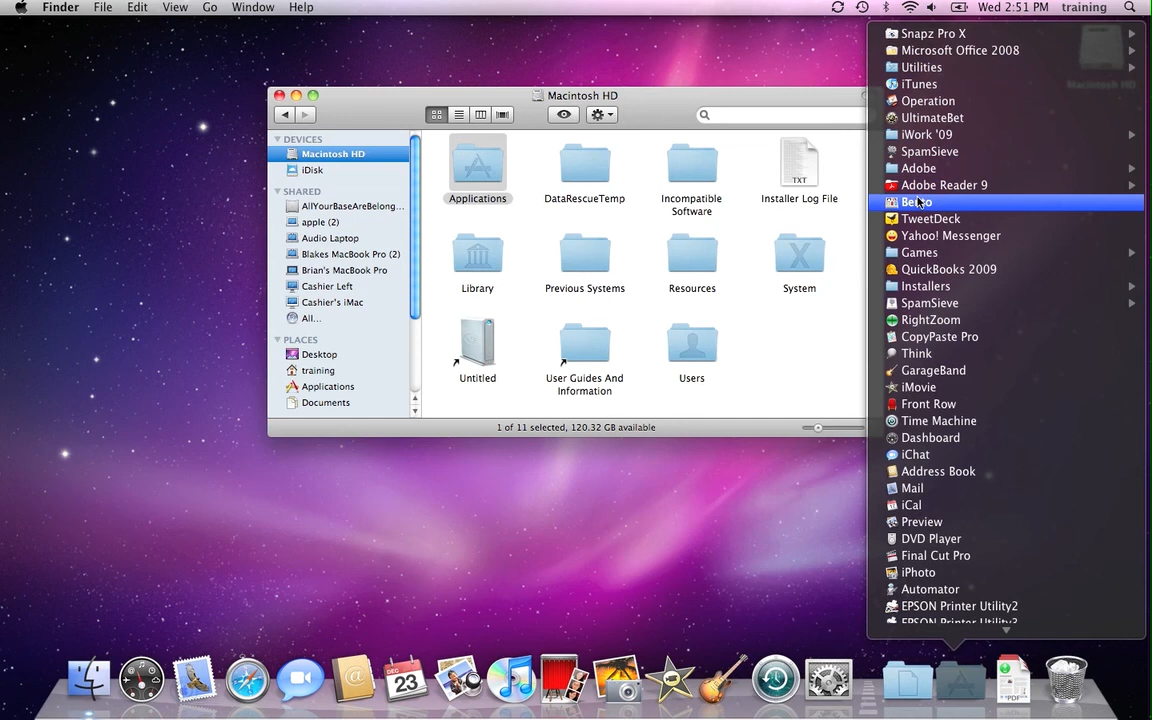 Finder File Edit View Go Window Help
Wed 2:51 PM training
Macintosh HD
DEVICES
Macintosh HD
iDisk
SHARED
AllYourBaseAreBelong...
apple (2)
Audio Laptop
Blakes MacBook Pro (2)
Brian's MacBook Pro
Cashier Left
Cashier's iMac
All...
PLACES
Desktop
training
Applications
Documents
Applications
DataRescueTemp
Incompatible
Software
TXT
Installer Log File
Library
Previous Systems
Resources
System
Untitled
User Guides And
Information
Users
1 of 11 selected, 120.32 GB available
Macintosh HD
Snapz Pro X
Microsoft Office 2008
Utilities
iTunes
Operation
UltimateBet
iWork '09
SpamSieve
Adobe
Adobe Reader 9
TweetDeck
Yahoo! Messenger
Games
QuickBooks 2009
Installers
SpamSieve
RightZoom
CopyPaste Pro
Think
GarageBand
iMovie
Front Row
Time Machine
Dashboard
iChat
Address Book
Mail
iCal
Preview
DVD Player
Final Cut Pro
iPhoto
Automator
EPSON Printer Utility2
EPSON Printer Utility3
DEC
23
PDF